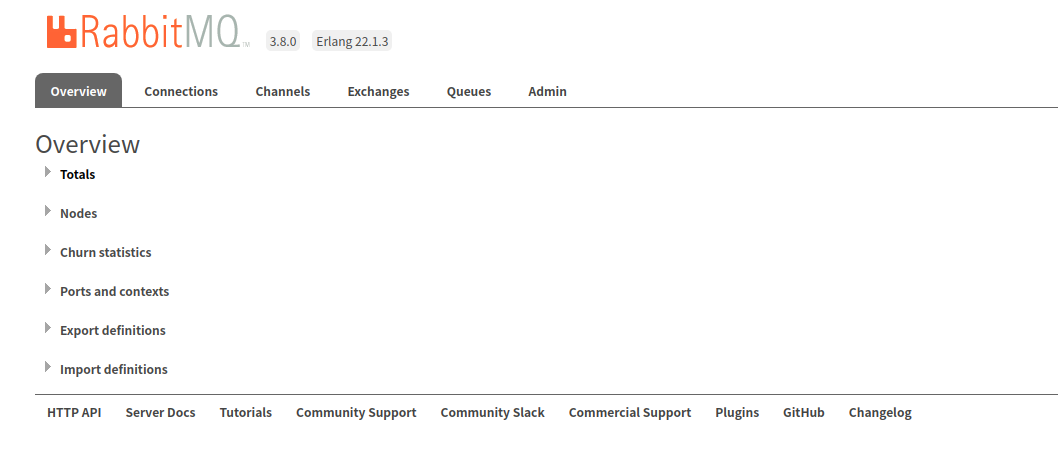 RabbitMQ TM 3.8.0 Erlang 22.1.3
Overview Connections Channels Exchanges Queues Admin
Overview
Totals
Nodes
Churn statistics
Ports and contexts
Export definitions
Import definitions
HTTP API Server Docs Tutorials Community Support Community Slack Commercial Support Plugins GitHub Changelog